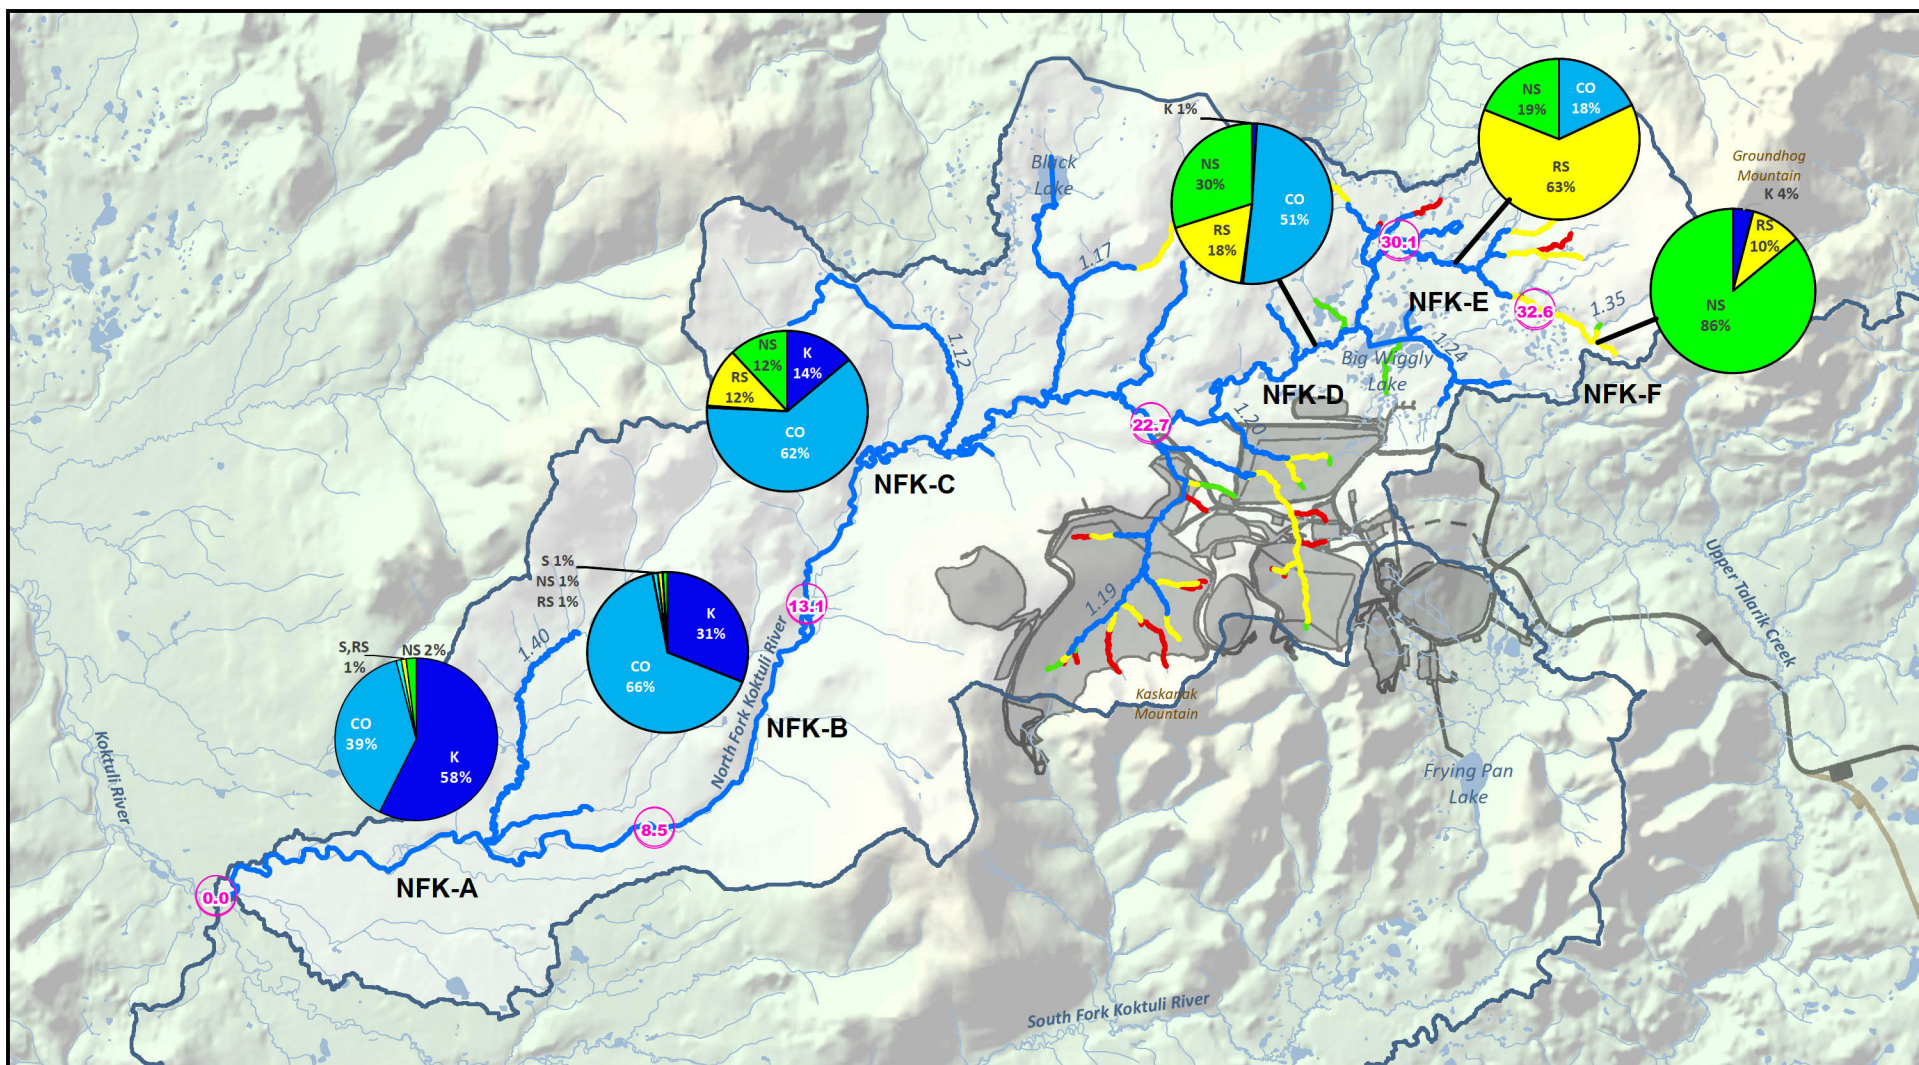 NS
19%
CO
18%
RS
63%
K 1%
NS
30%
CO
51%
RS
18%
Groundhog
Mountain
K 4%
RS
10%
NS
86%
Black
Lake
1.17
30.1
NFK-E
32.6
1.35
1.12
NS
12%
K
14%
RS
12%
CO
62%
Big Wiggly
Lake
1.24
NFK-D
NFK-F
1.20
22.7
NFK-C
S 1%
NS 1%
RS 1%
K
31%
CO
66%
13.1
1.19
Upper Talarik Creek
1.40
S,RS
1%
NS 2%
CO
39%
K
58%
North Fork Koktuli River
NFK-B
Kaskanak
Mountain
Koktuli River
Frying Pan
Lake
8.5
NFK-A
0.0
South Fork Koktuli River